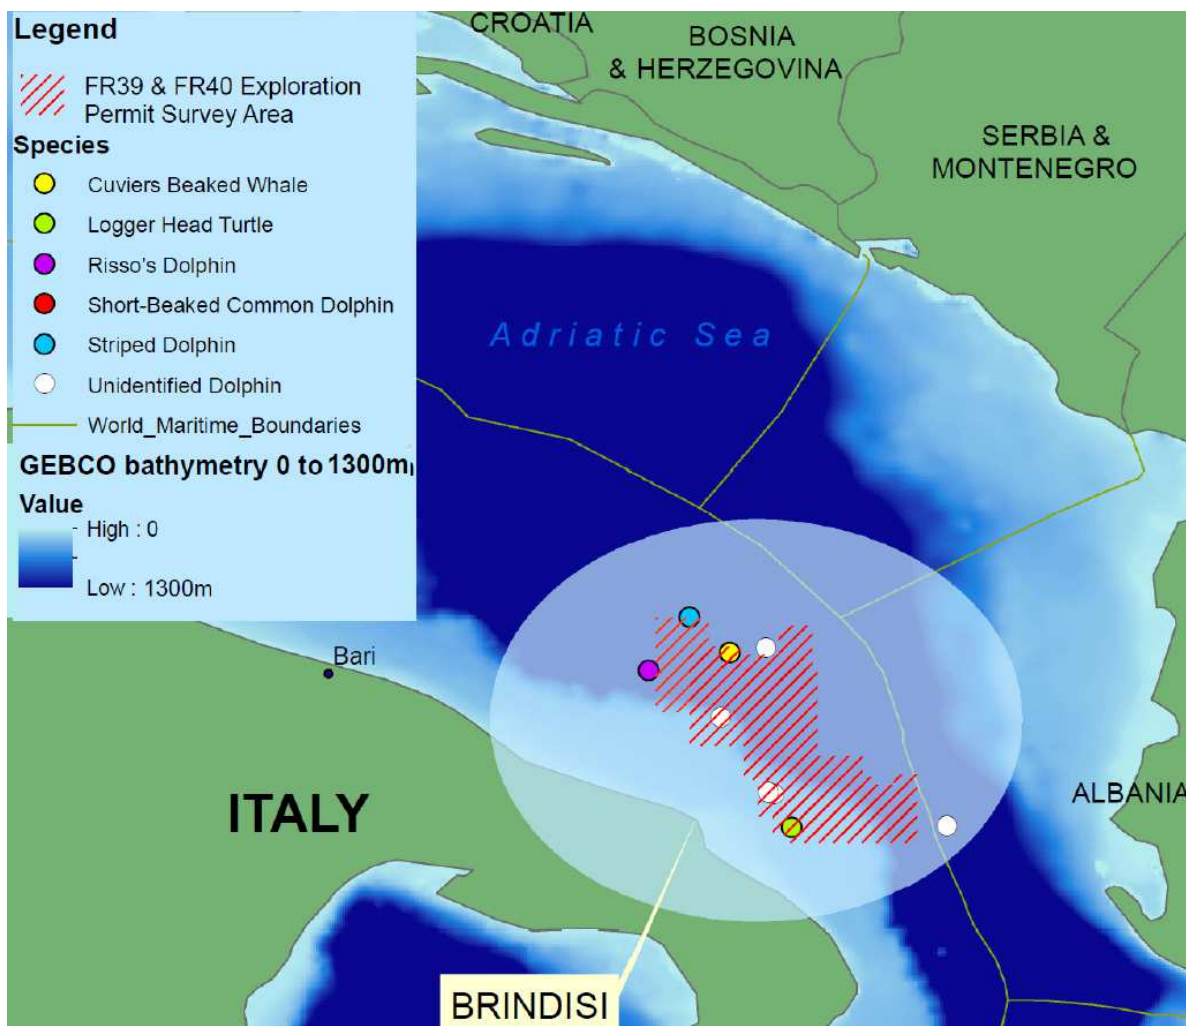 Legend
FR39 & FR40 Exploration
Permit Survey Area
Species
Cuviers Beaked Whale
Logger Head Turtle
Risso's Dolphin
Short-Beaked Common Dolphin
Striped Dolphin
Unidentified Dolphin
World_Maritime_Boundaries
GEBCO bathymetry 0 to 1300m
Value
High : 0
Low : 1300m
CROATIA
BOSNIA
& HERZEGOVINA
SERBIA &
MONTENEGRO
Adriatic Sea
Bari
ITALY
ALBANIA
BRINDISI